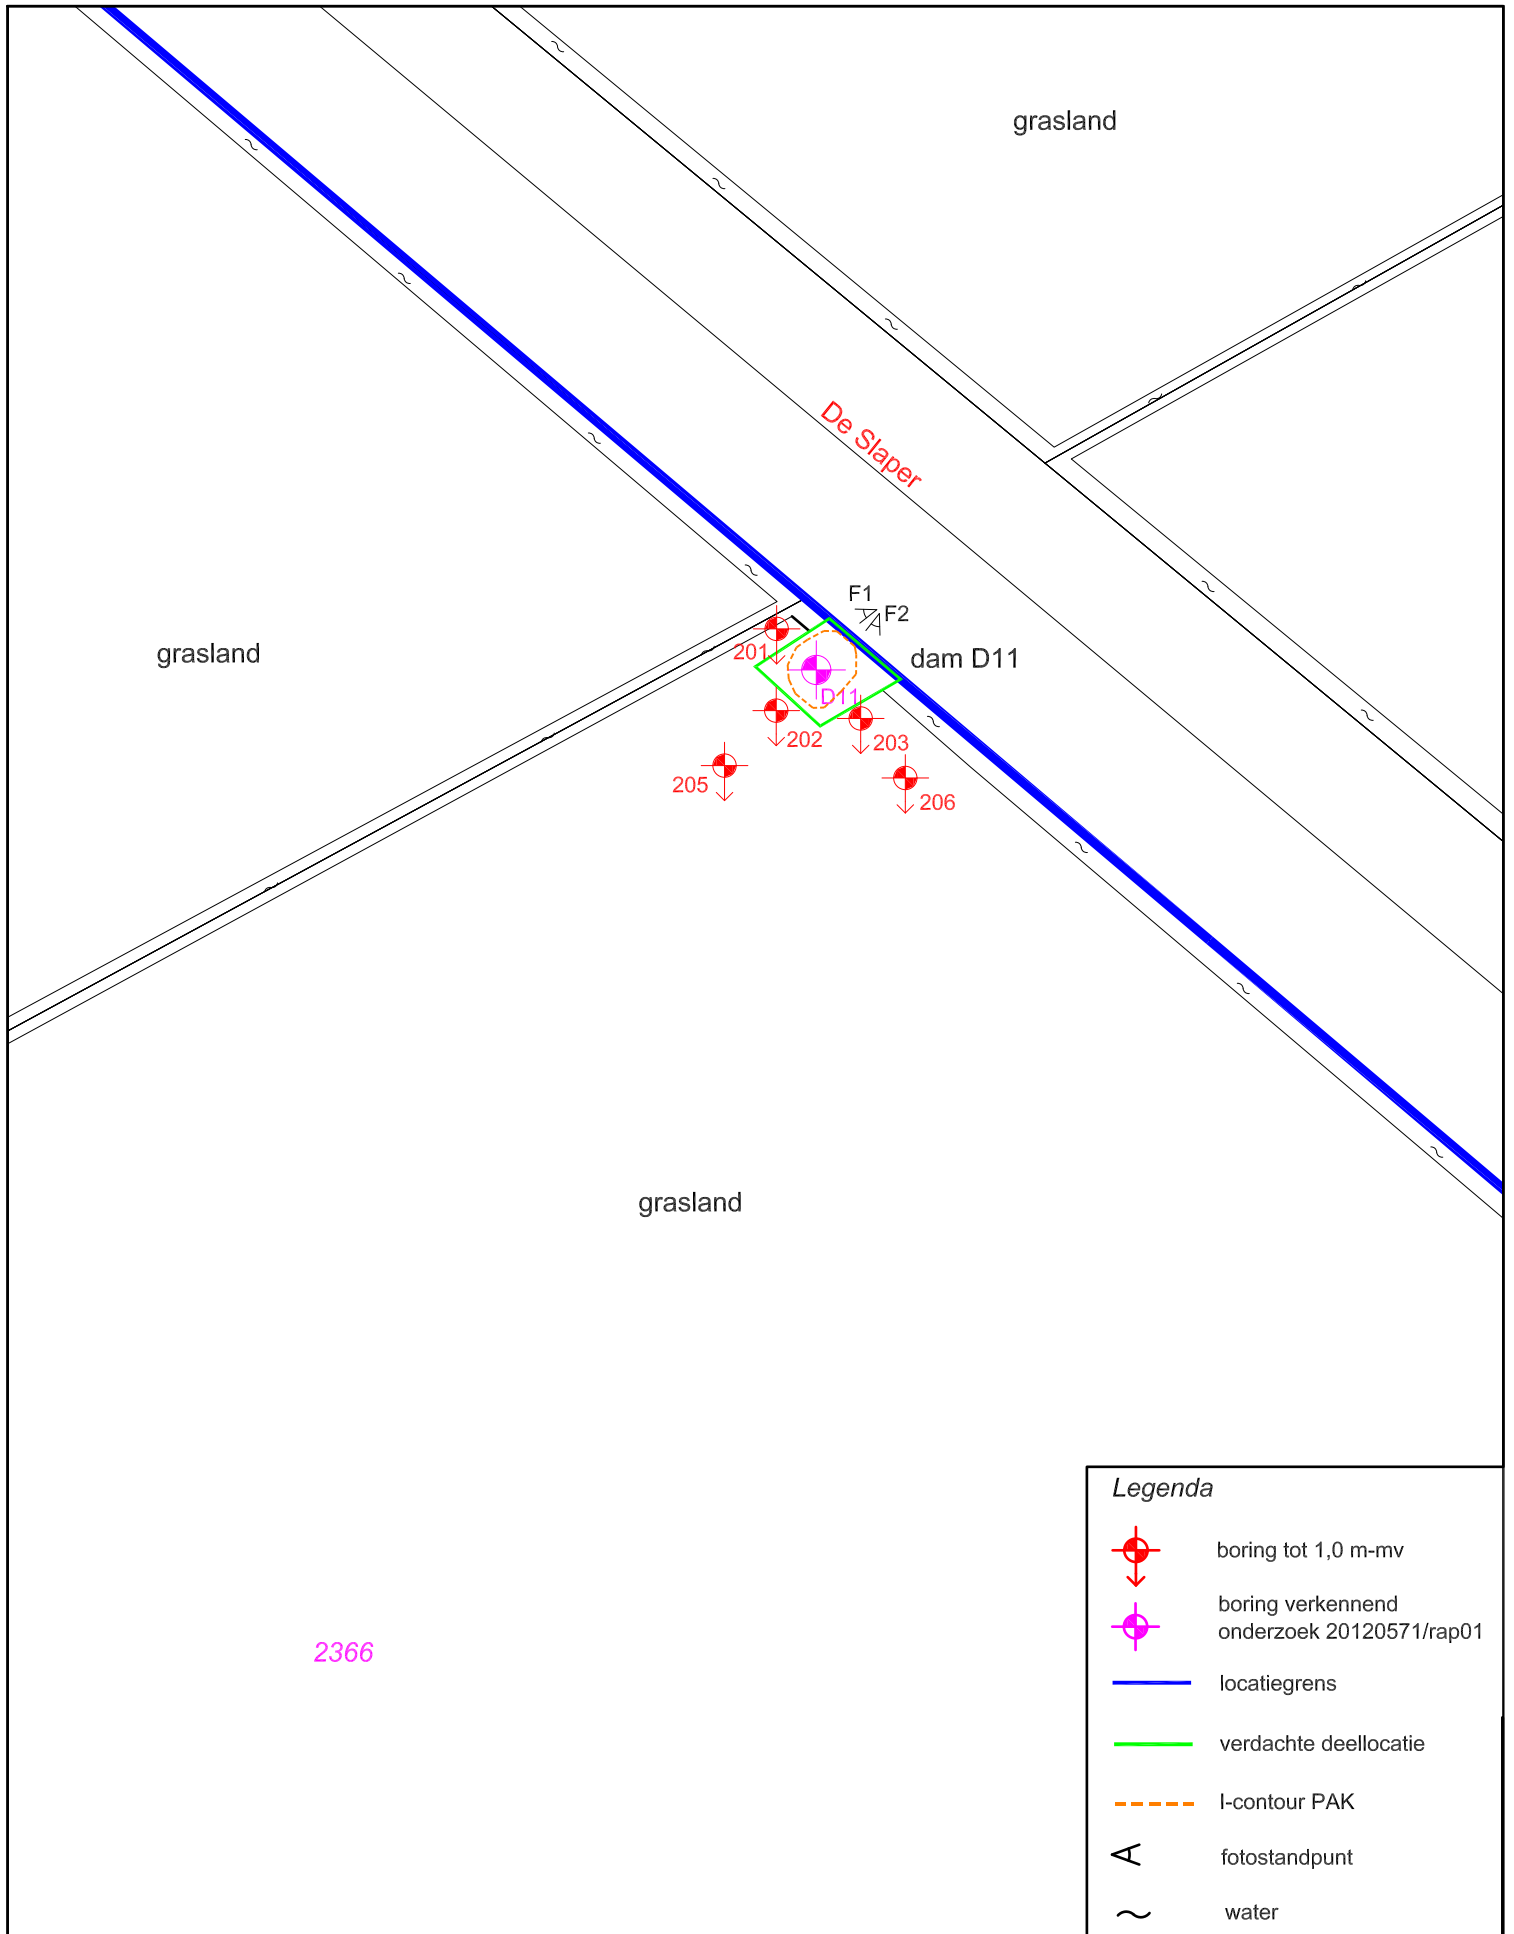 grasland
De Slaper
F1
F2
grasland
201
dam D11
D11
202
203
205
206
grasland
2366
Legenda
boring tot 1,0 m-mv
boring verkennend
onderzoek 20120571/rap01
locatiegrens
verdachte deellocatie
I-contour PAK
fotostandpunt
water